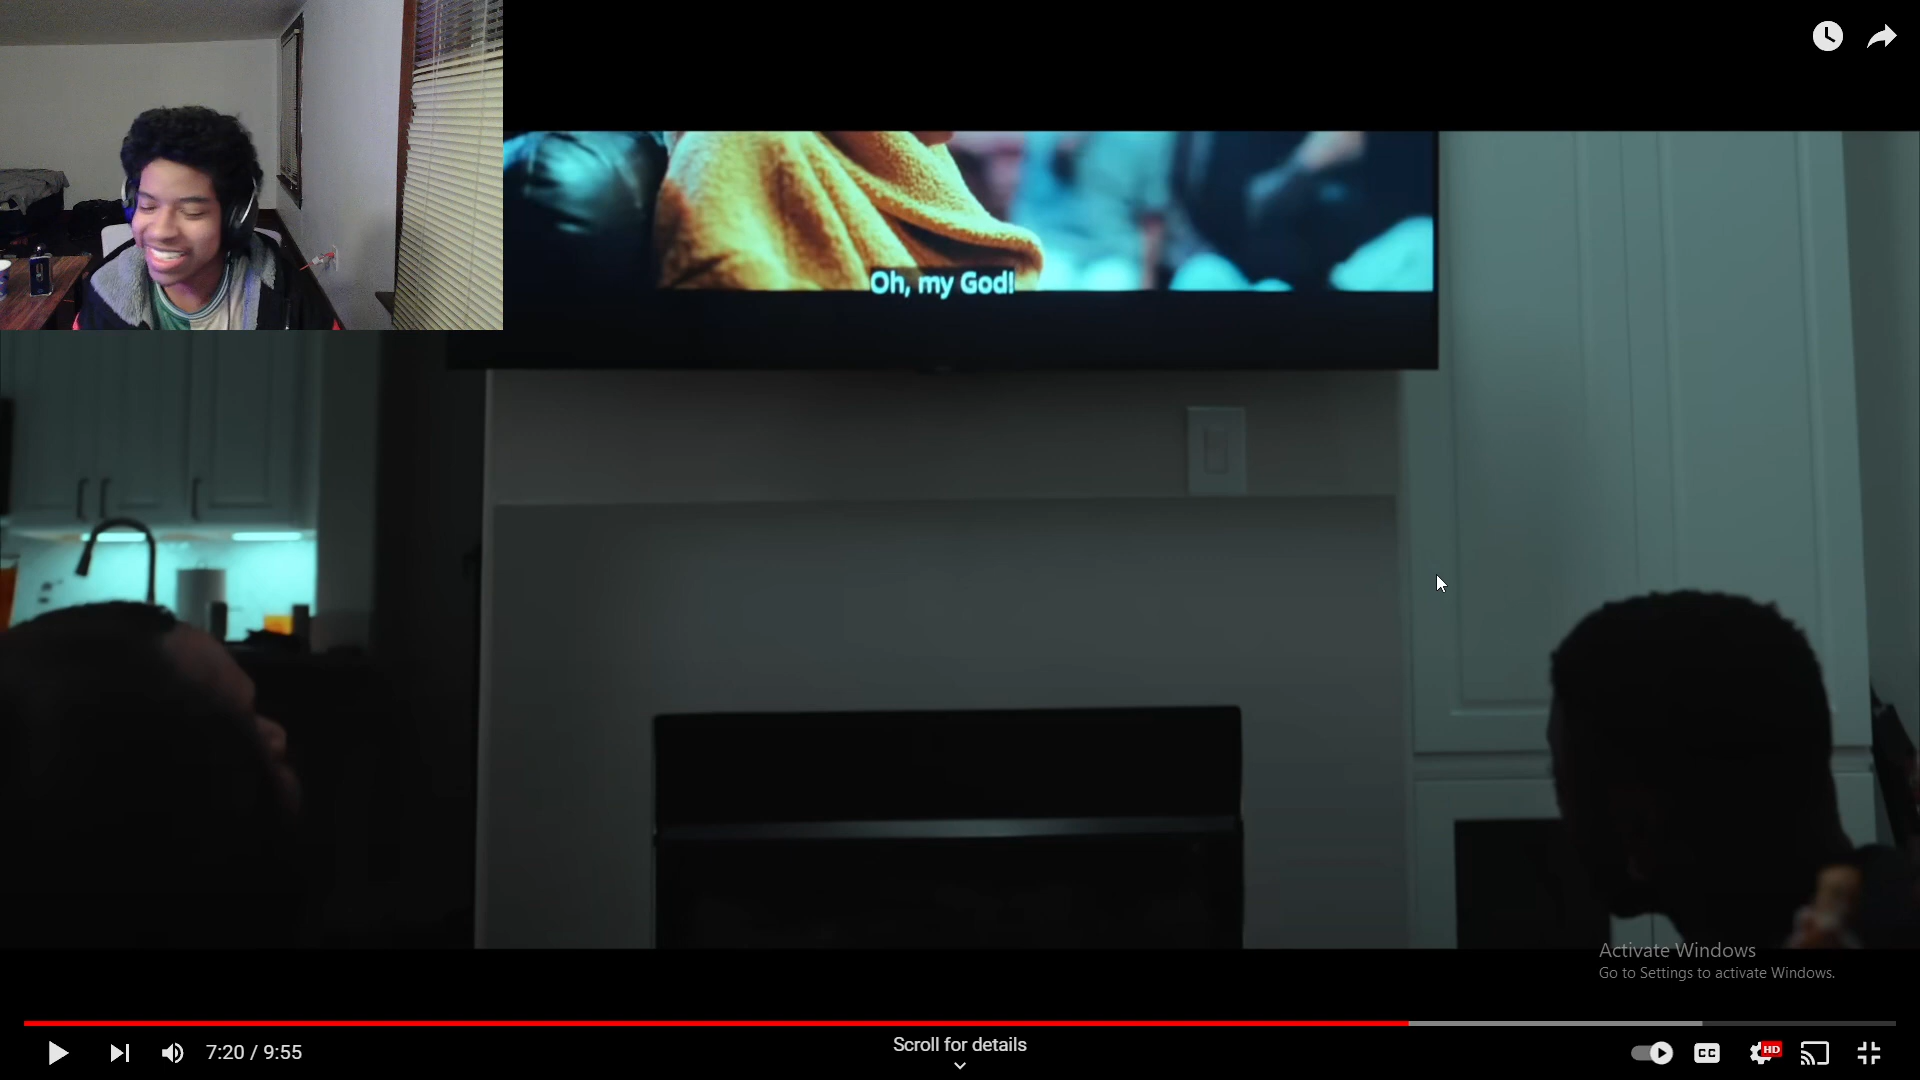 Oh, my God!
Activate Windows
Go to Settings to activate Windows.
7:20 / 9:55
Scroll for details
CC
HD